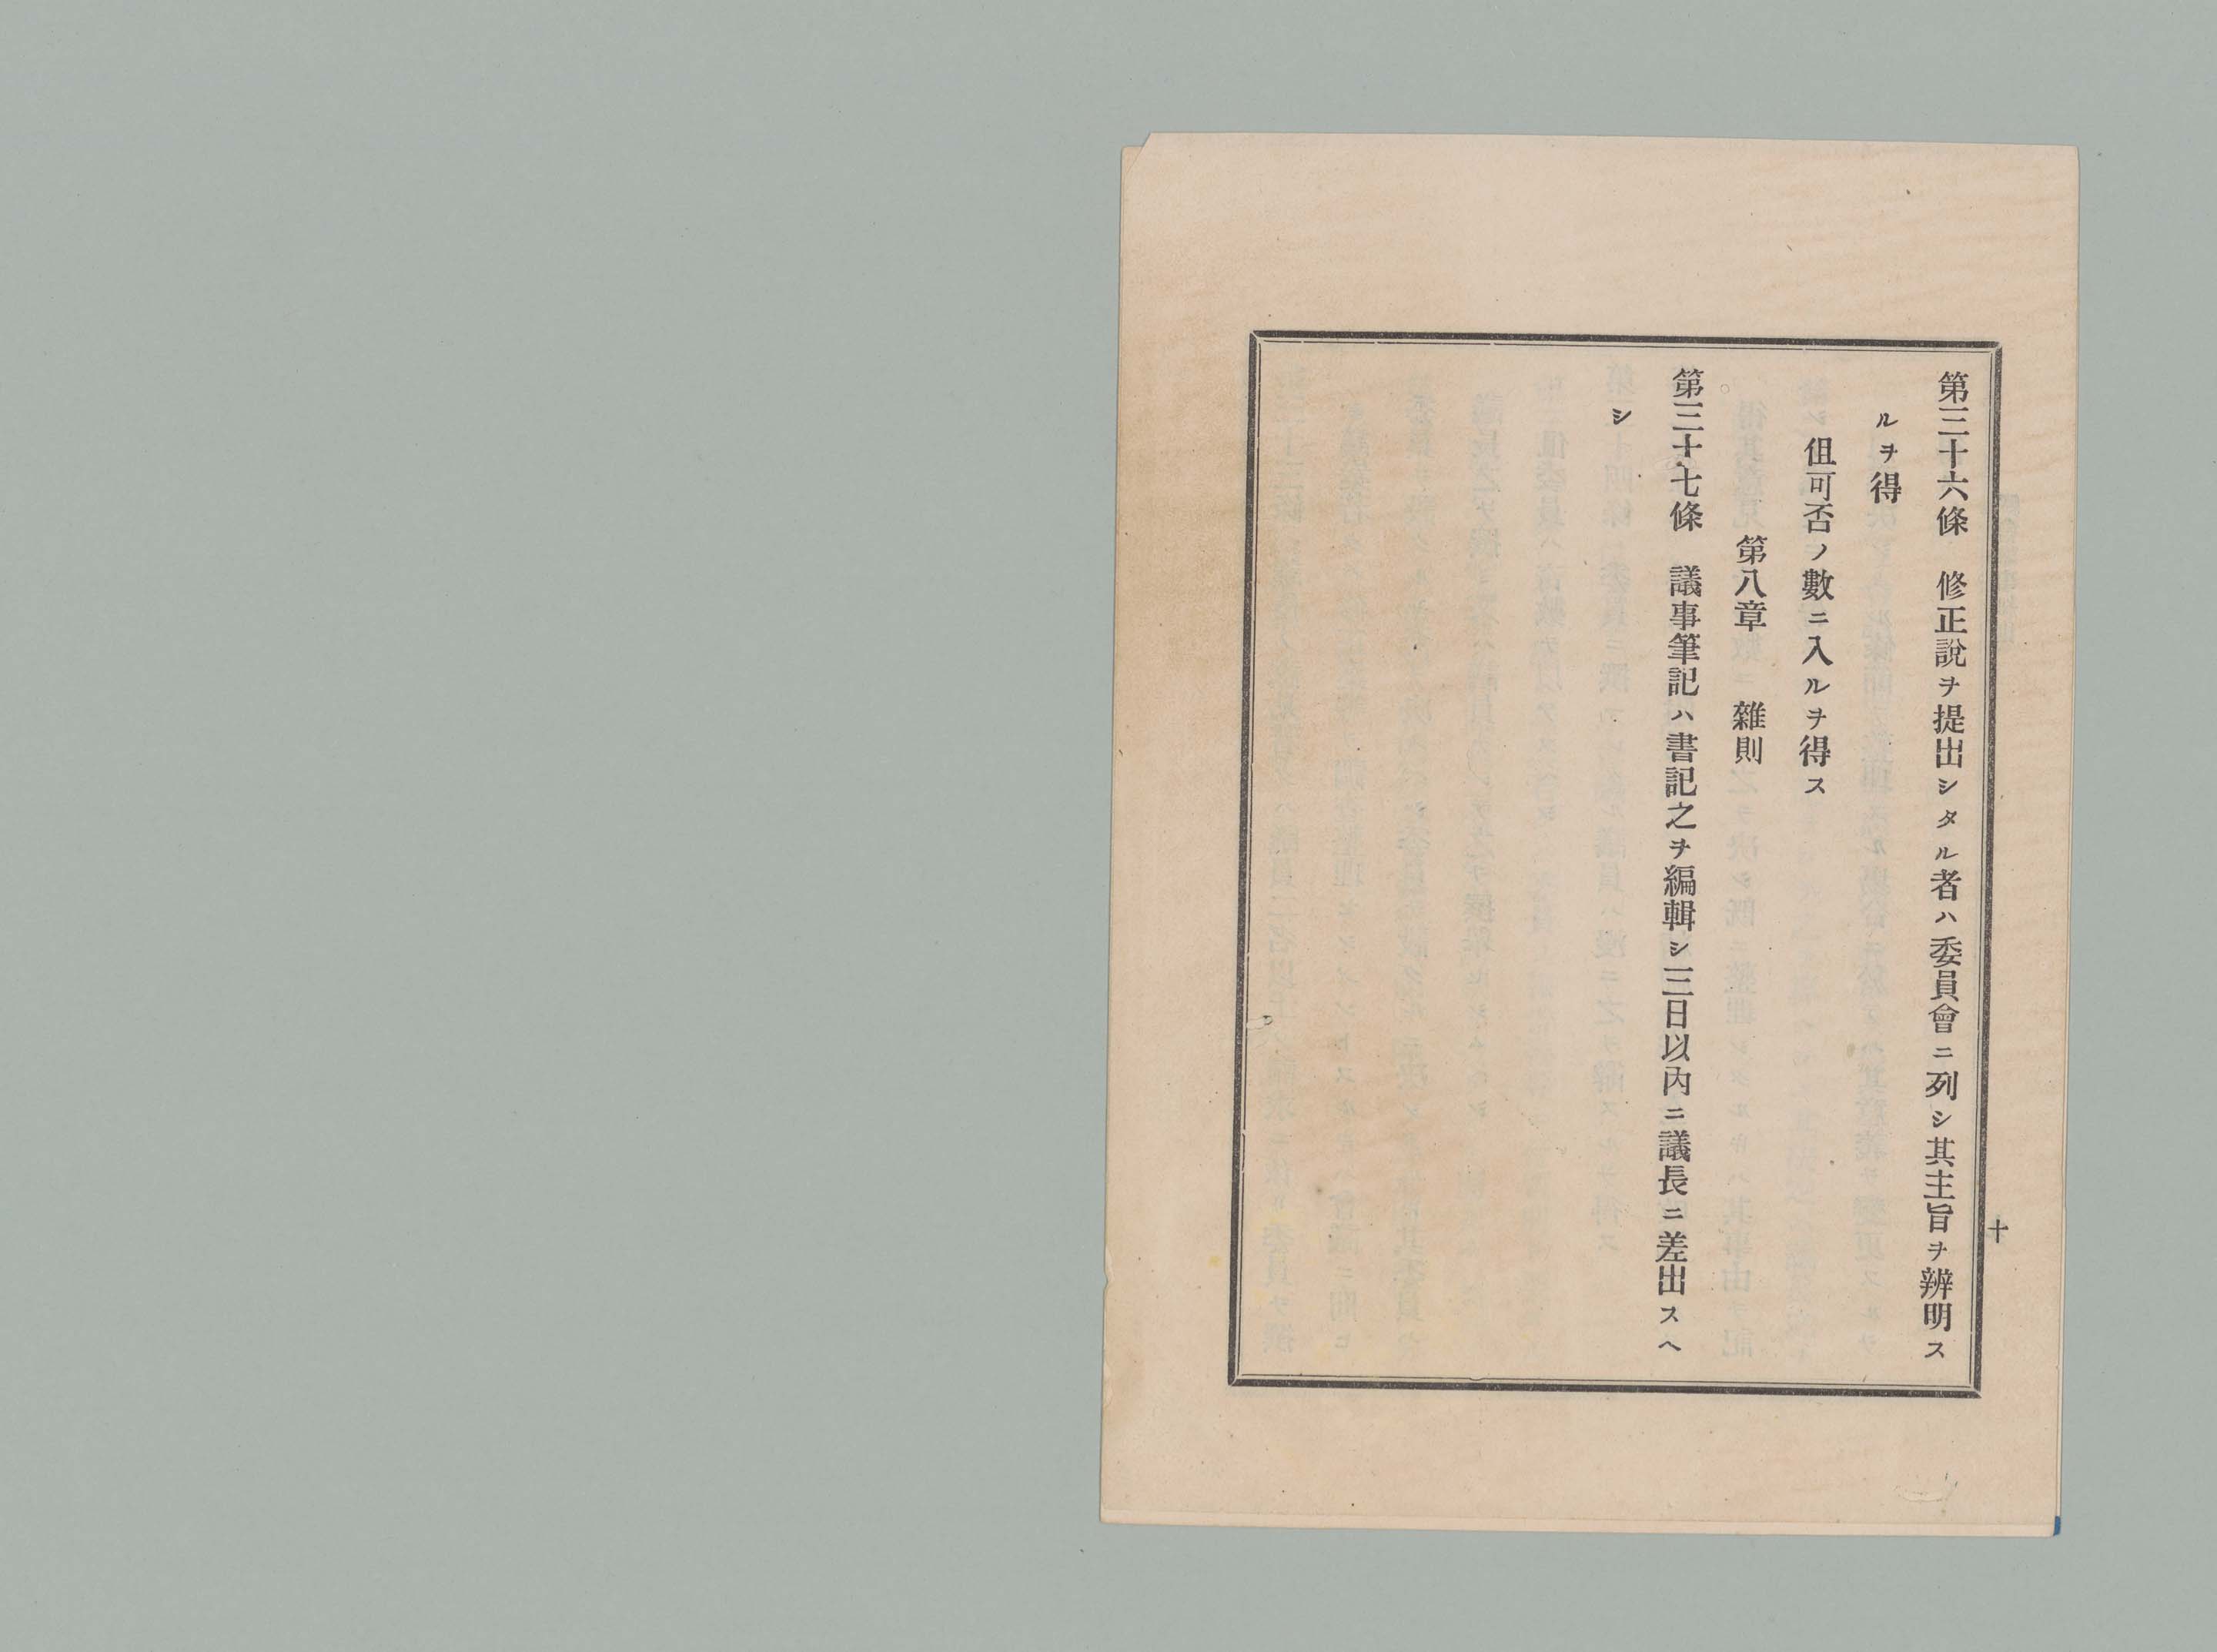 十
第三十六條　修正說ヲ提出シタル者ハ委員會ニ列シ其主旨ヲ辨明ス
ルヲ得
伹可否ノ數ニ入ルヲ得ス
第八章　　雜則
第三十七條　議事筆記ハ書記之ヲ編輯シ三日以內ニ議長ニ差出スヘ
シ